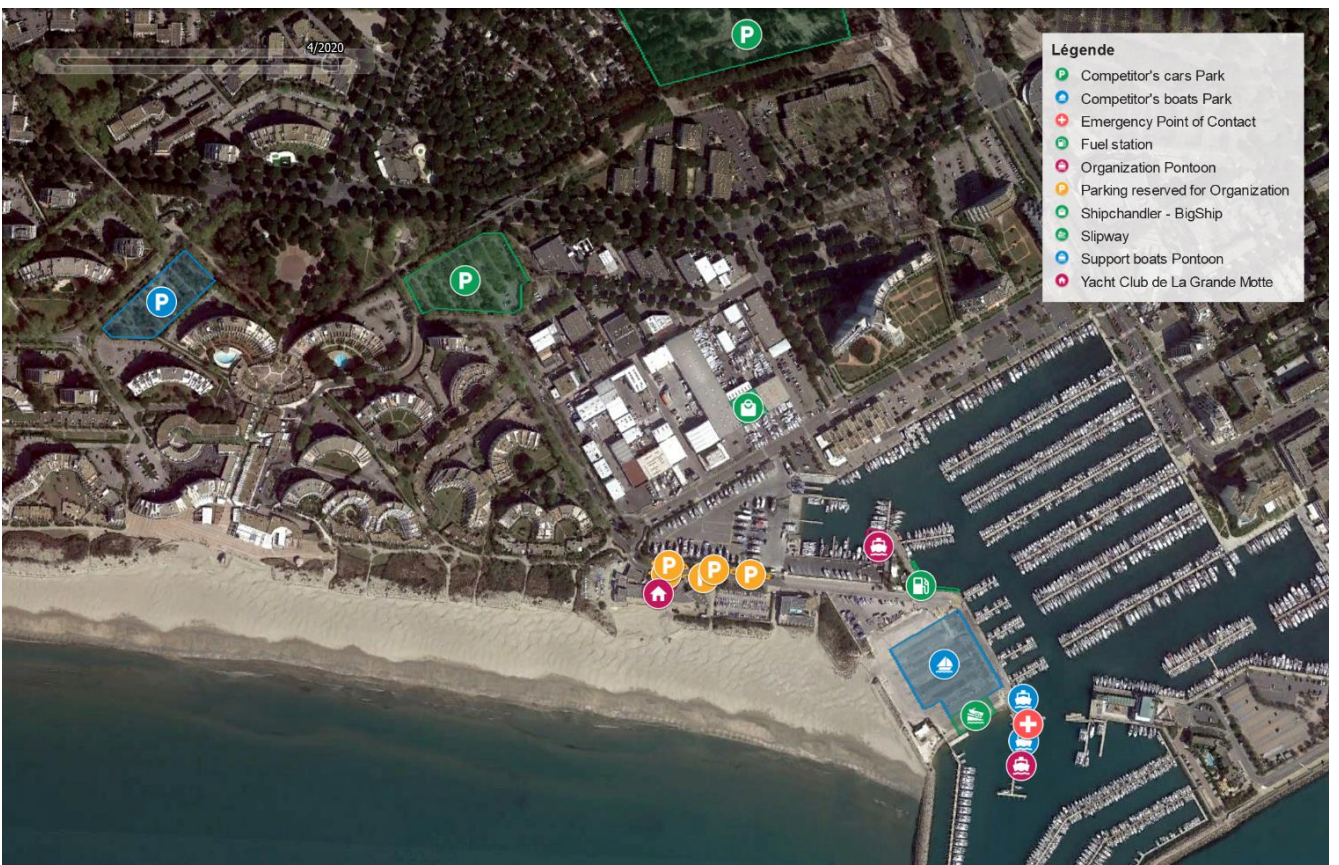 4/2020
P
Légende
P Competitor's cars Park
Competitor's boats Park
Emergency Point of Contact
Fuel station
Organization Pontoon
P Parking reserved for Organization
Shipchandler - BigShip
Slipway
Support boats Pontoon
Yacht Club de La Grande Motte
P
P
P
P
P